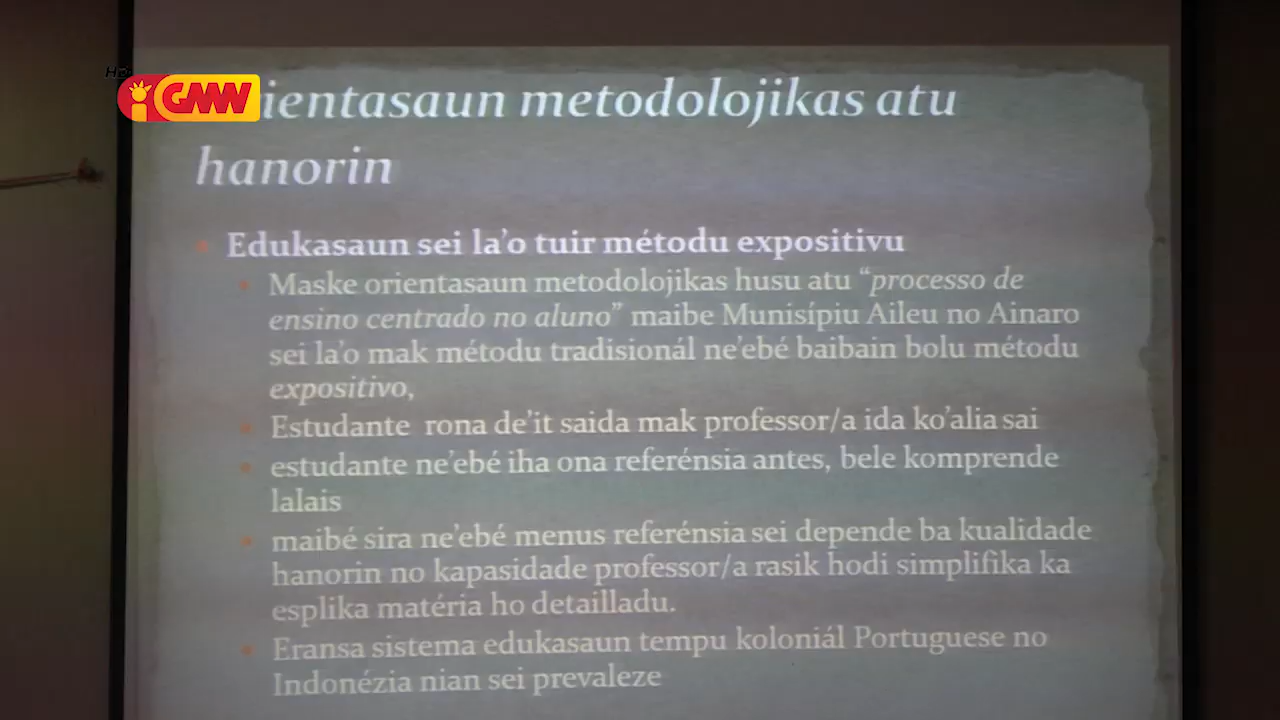 GMW
ientasaun metodolojikas atu
hanorin
Edukasaun sei la’o tuir métodu expositivu
Maske orientasaun metodolojikas husu atu “processo de
ensino centrado no aluno” maibe Munisípiu Aileu no Ainaro
sei la’o mak métodu tradisionál ne’ebé baibain bolu métodu
expositivo,
Estudante rona de’it saida mak professor/a ida ko’alia sai
estudante ne’ebé iha ona referénsia antes, bele komprende
lalais
maibé sira ne’ebé menus referénsia sei depende ba kualidade
hanorin no kapasidade professor/a rasik hodi simplifika ka
esplika matéria ho detailladu.
Eransa sistema edukasaun tempu koloniál Portuguese no
Indonézia nian sei prevaleze